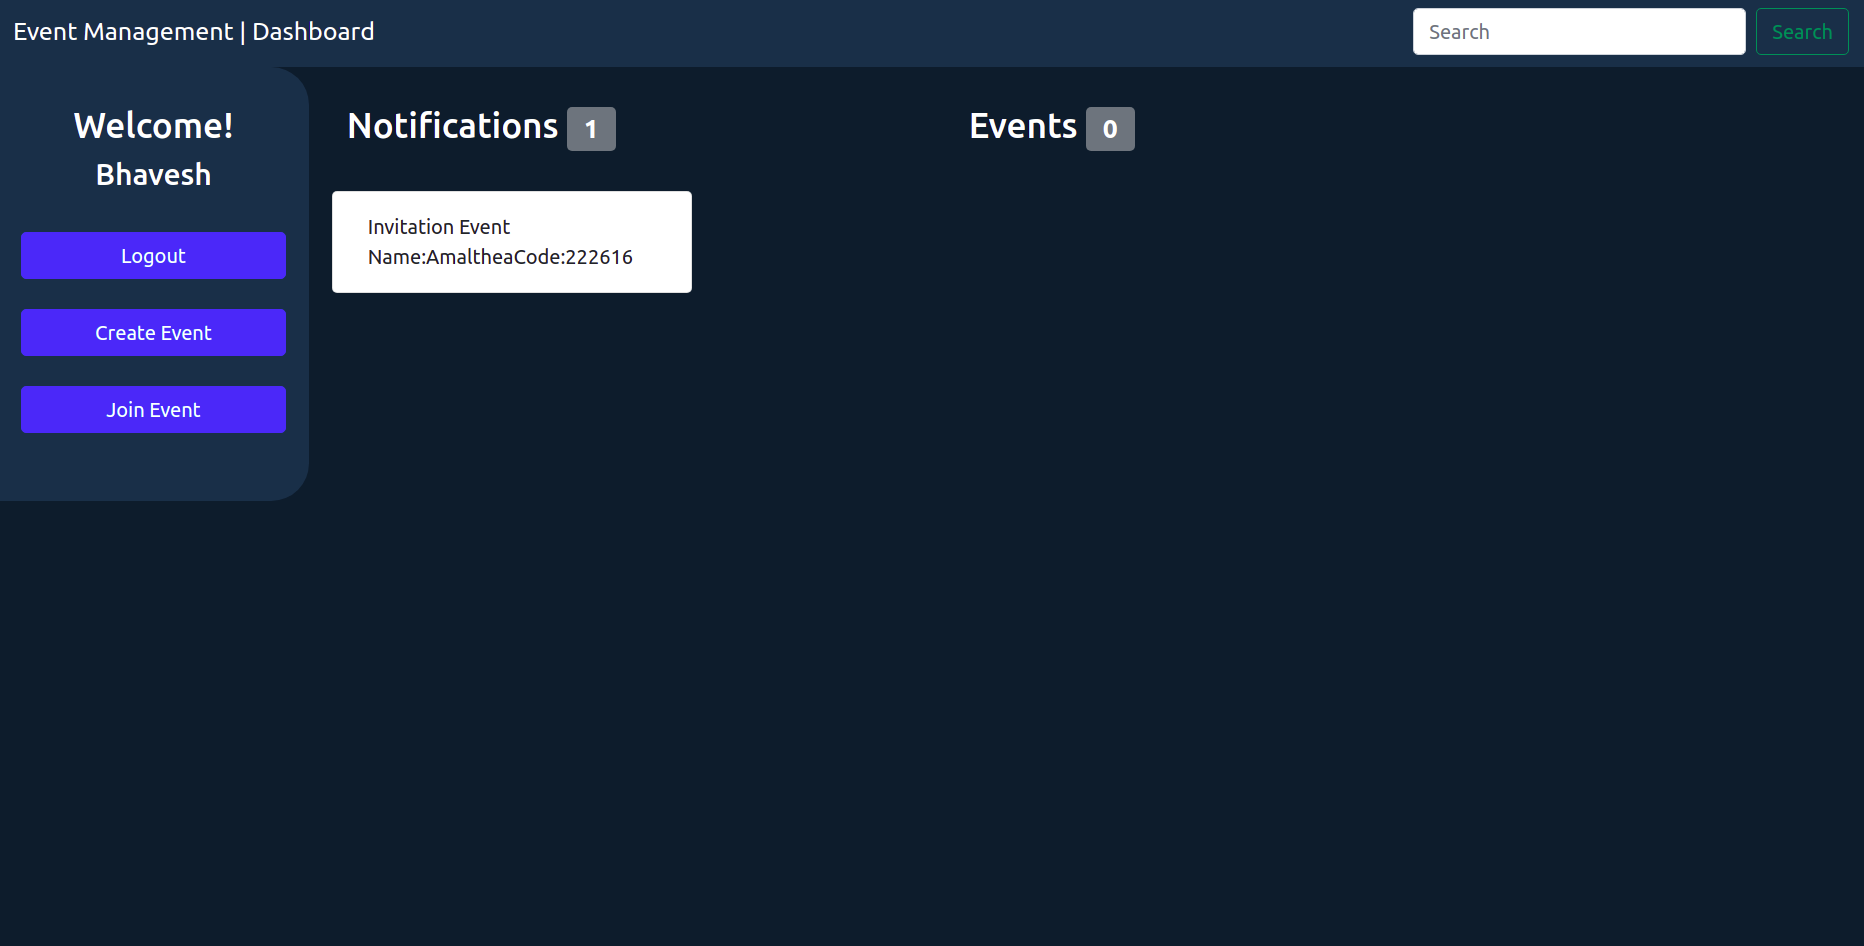 Event Management | Dashboard
Search
Search
Welcome!
Bhavesh
Logout
Create Event
Join Event
Notifications 1
Invitation Event
Name:AmaltheaCode:222616
Events 0